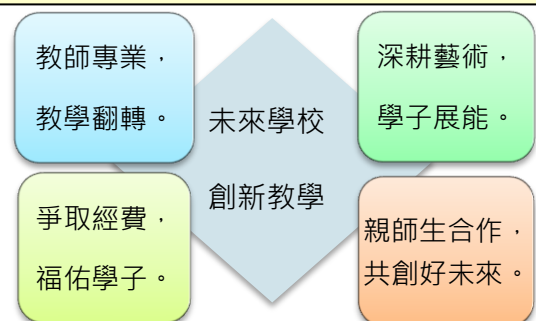 教師專業，
教學翻轉。
深耕藝術，
學子展能。
未來學校
創新教學
爭取經費，
福佑學子。
親師生合作，
共創好未來。